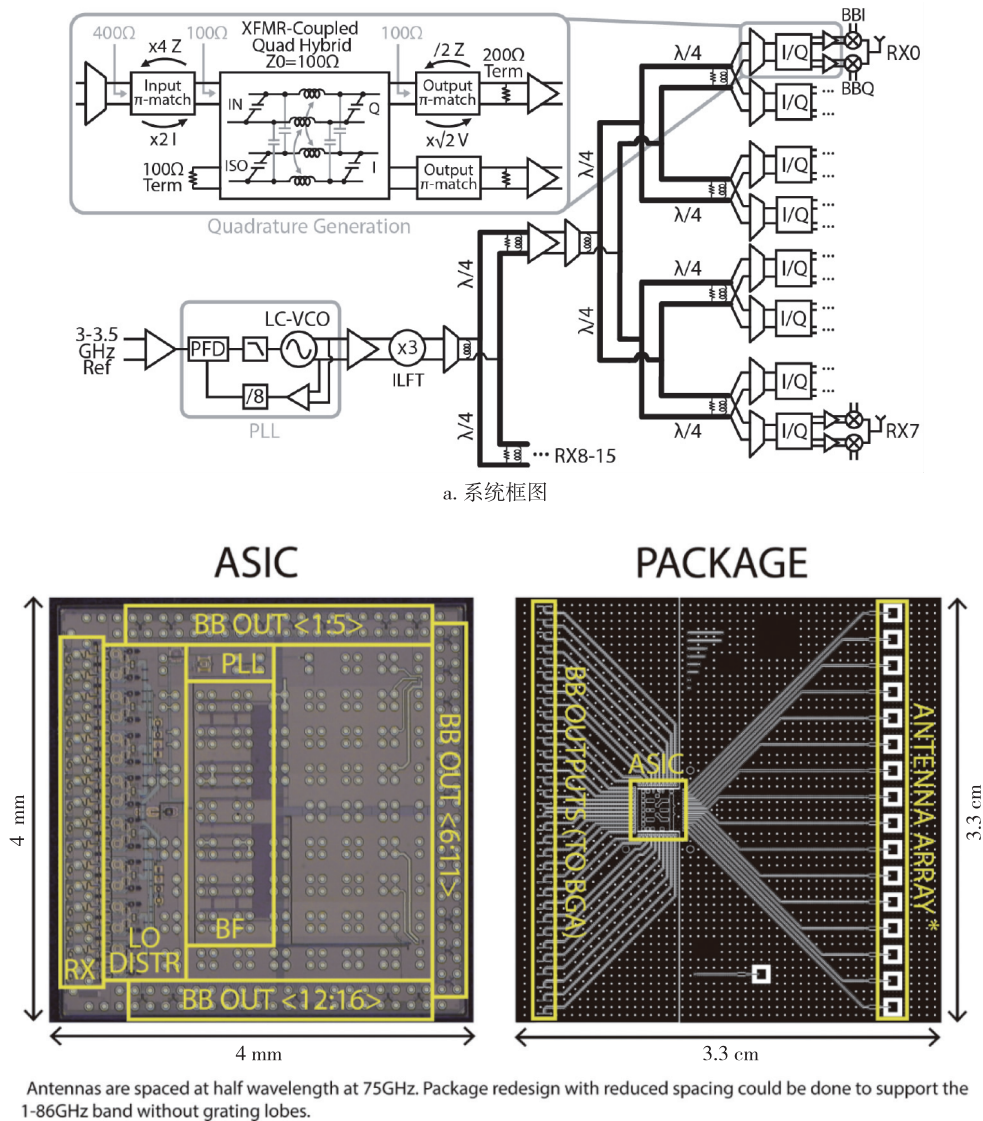 XFMR-Coupled
Quad Hybrid
Z0=100Ω
400Ω
x4 Z
100Ω
100Ω
/2 Z
200Ω
Term
Input
π-match
x2 I
IN
Q
ISO
I
100Ω
Term
Output
π-match
x√2 V
Output
π-match
Quadrature Generation
BBI
I/Q
RX0
BBQ
λ/4
I/Q
...
...
λ/4
I/Q
...
...
λ/4
I/Q
...
...
λ/4
λ/4
λ/4
I/Q
...
...
I/Q
...
...
I/Q
...
...
λ/4
I/Q
RX7
3-3.5
GHz
Ref
LC-VCO
PFD
/8
PLL
x3
ILFT
λ/4
... RX8-15
a. 系统框图
ASIC
PACKAGE
BB OUT <1:5>
PLL
BB OUT <6:11>
BF
LO
DISTR
RX
BB OUT <12:16>
4 mm
4 mm
BB OUTPUTS (TO BGA)
ASIC
ANTENNA ARRAY *
3.3 cm
3.3 cm
Antennas are spaced at half wavelength at 75GHz. Package redesign with reduced spacing could be done to support the
1-86GHz band without grating lobes.